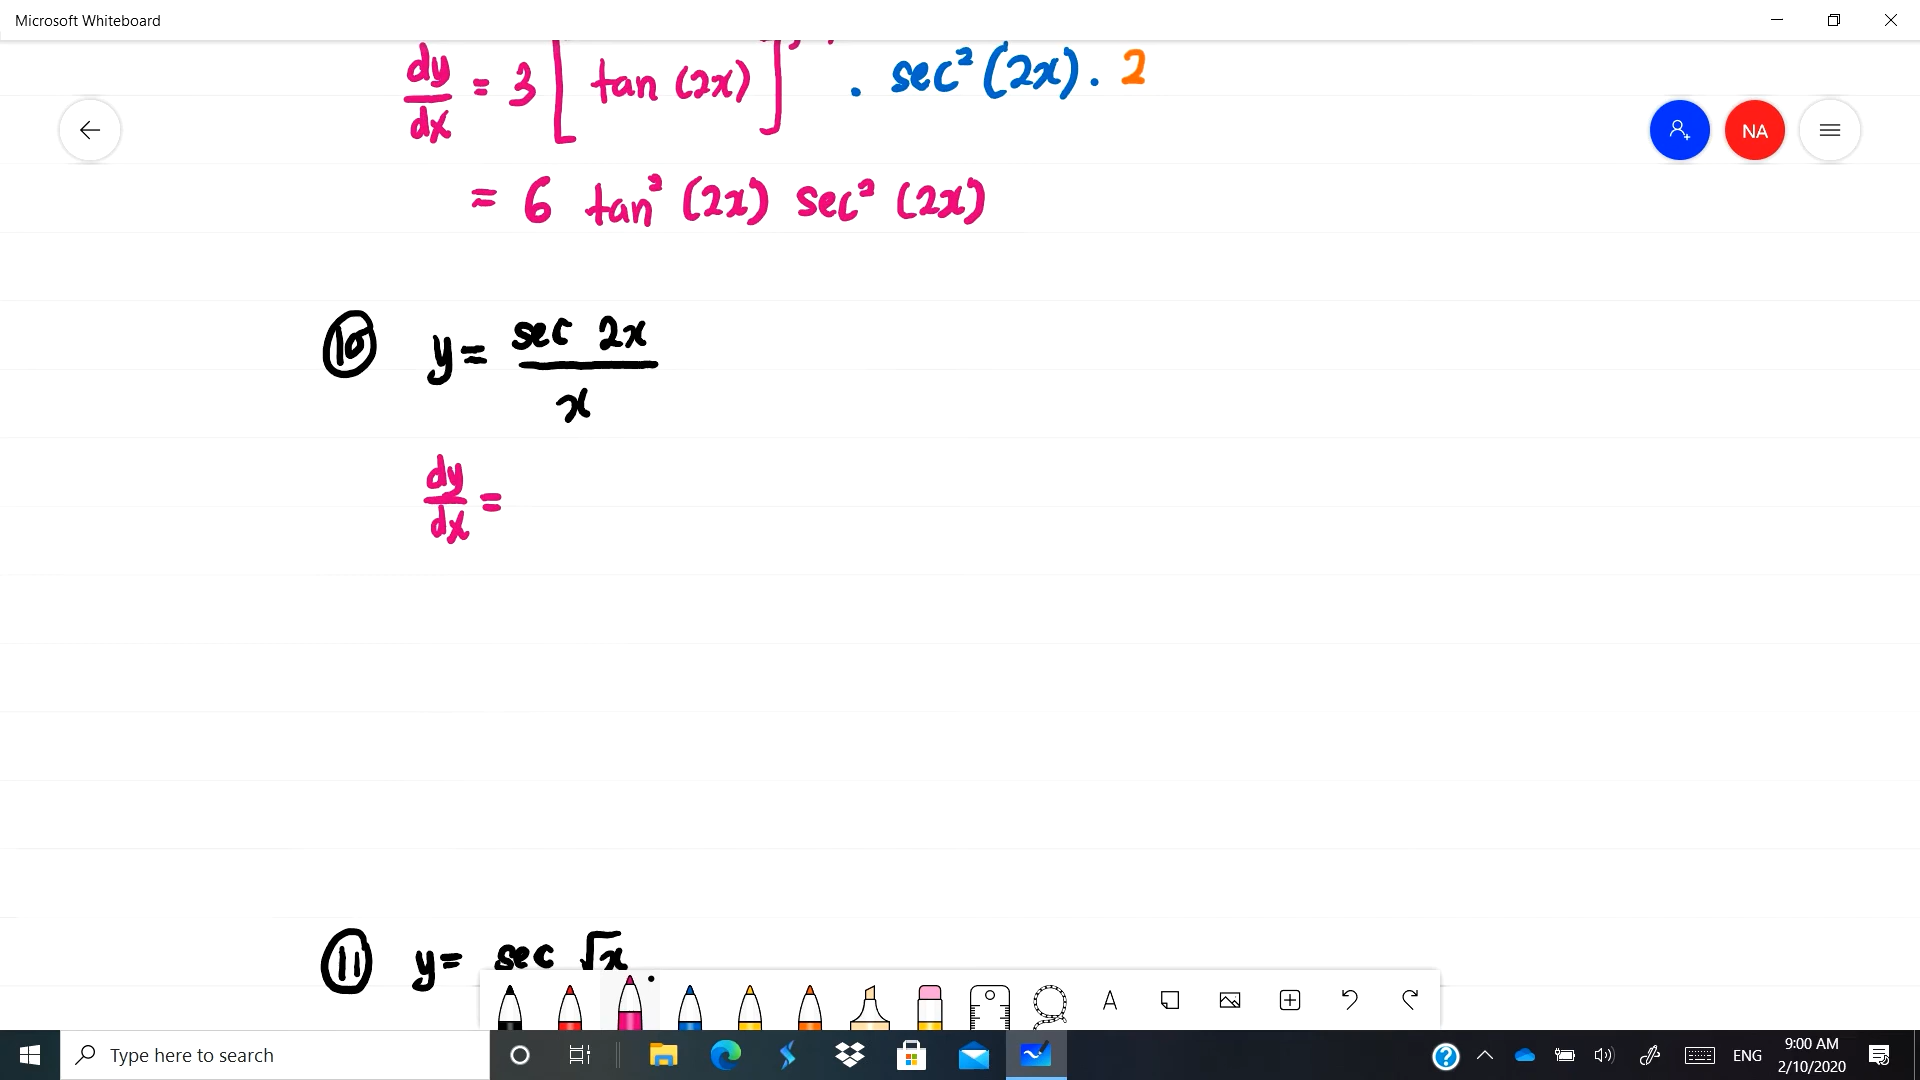 Microsoft Whiteboard
dy/dx = 3 [tan (2x)] . sec² (2x) . 2
= 6 tan² (2x) sec² (2x)
NA
⑩ y = sec 2x / x
dy/dx =
⑪ y = sec √x
A
Type here to search
ENG
9:00 AM
2/10/2020